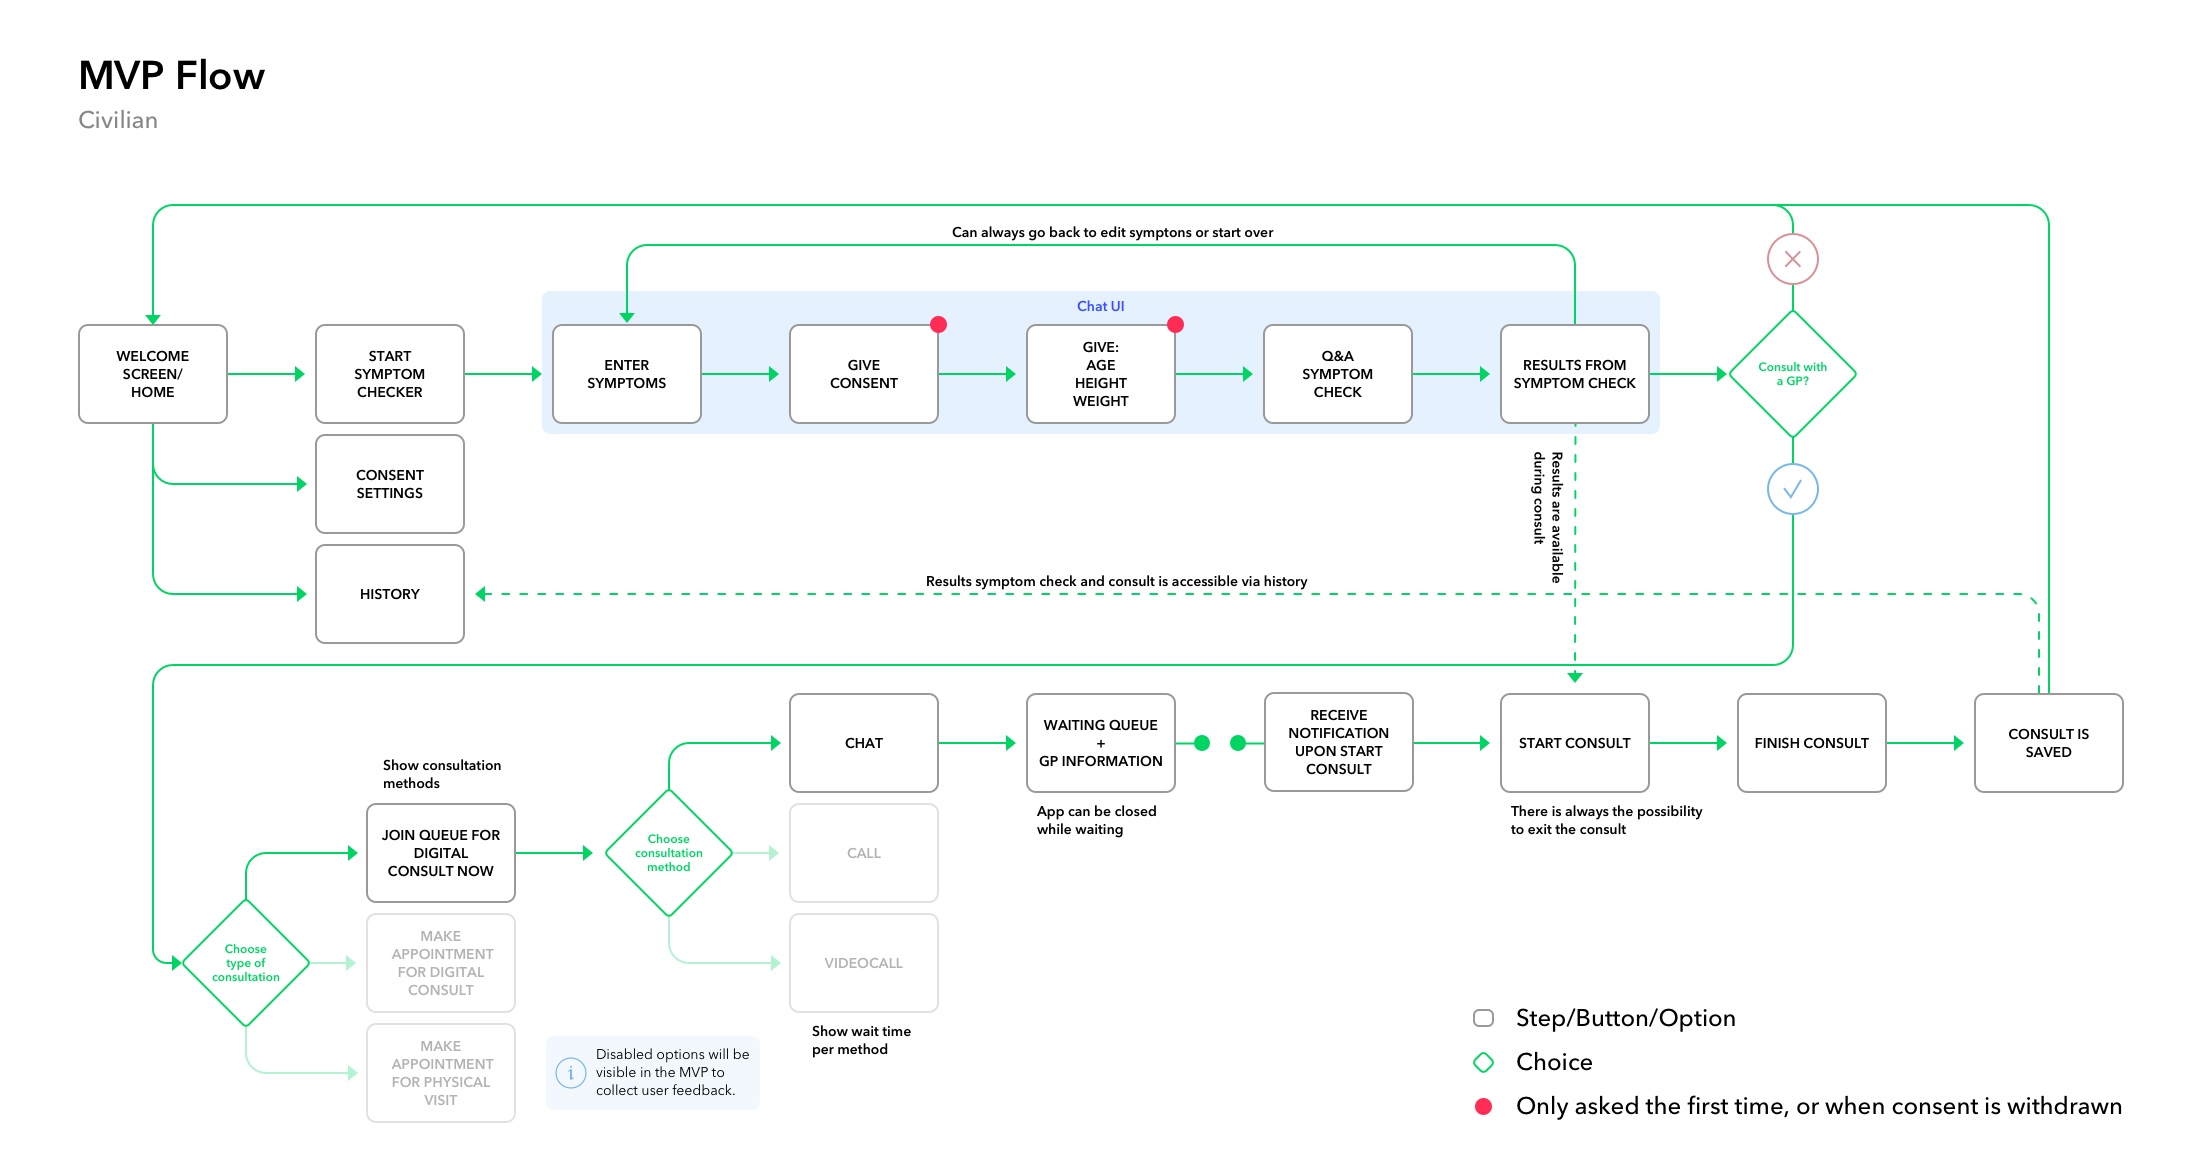 MVP Flow
Civilian
Can always go back to edit symptons or start over
Chat UI
WELCOME
SCREEN/
HOME
START
SYMPTOM
CHECKER
ENTER
SYMPTOMS
GIVE
CONSENT
GIVE:
AGE
HEIGHT
WEIGHT
Q&A
SYMPTOM
CHECK
RESULTS FROM
SYMPTOM CHECK
Consult with
a GP?
CONSENT
SETTINGS
Results are available
during consult
HISTORY
Results symptom check and consult is accessible via history
Show consultation
methods
JOIN QUEUE FOR
DIGITAL
CONSULT NOW
Choose
type of
consultation
MAKE
APPOINTMENT
FOR DIGITAL
CONSULT
MAKE
APPOINTMENT
FOR PHYSICAL
VISIT
Choose
consultation
method
CHAT
CALL
VIDEOCALL
Show wait time
per method
Disabled options will be
visible in the MVP to
collect user feedback.
WAITING QUEUE
+
GP INFORMATION
App can be closed
while waiting
RECEIVE
NOTIFICATION
UPON START
CONSULT
START CONSULT
There is always the possibility
to exit the consult
FINISH CONSULT
CONSULT IS
SAVED
Step/Button/Option
Choice
Only asked the first time, or when consent is withdrawn